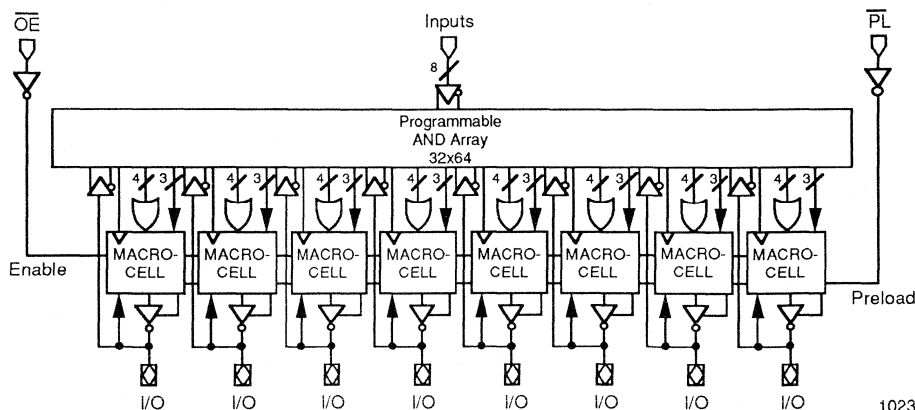 OE
Inputs
PL
8
Programmable
AND Array
32x64
4 3 4 3 4 3 4 3 4 3 4 3 4 3 4 3
MACRO-
CELL
MACRO-
CELL
MACRO-
CELL
MACRO-
CELL
MACRO-
CELL
MACRO-
CELL
MACRO-
CELL
MACRO-
CELL
Enable
Preload
I/O I/O I/O I/O I/O I/O I/O I/O
1023